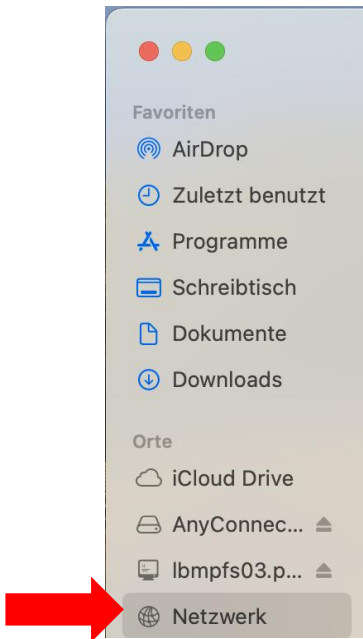 Favoriten
AirDrop
Zuletzt benutzt
Programme
Schreibtisch
Dokumente
Downloads
Orte
iCloud Drive
AnyConnec...
lbmpfs03.p...
Netzwerk